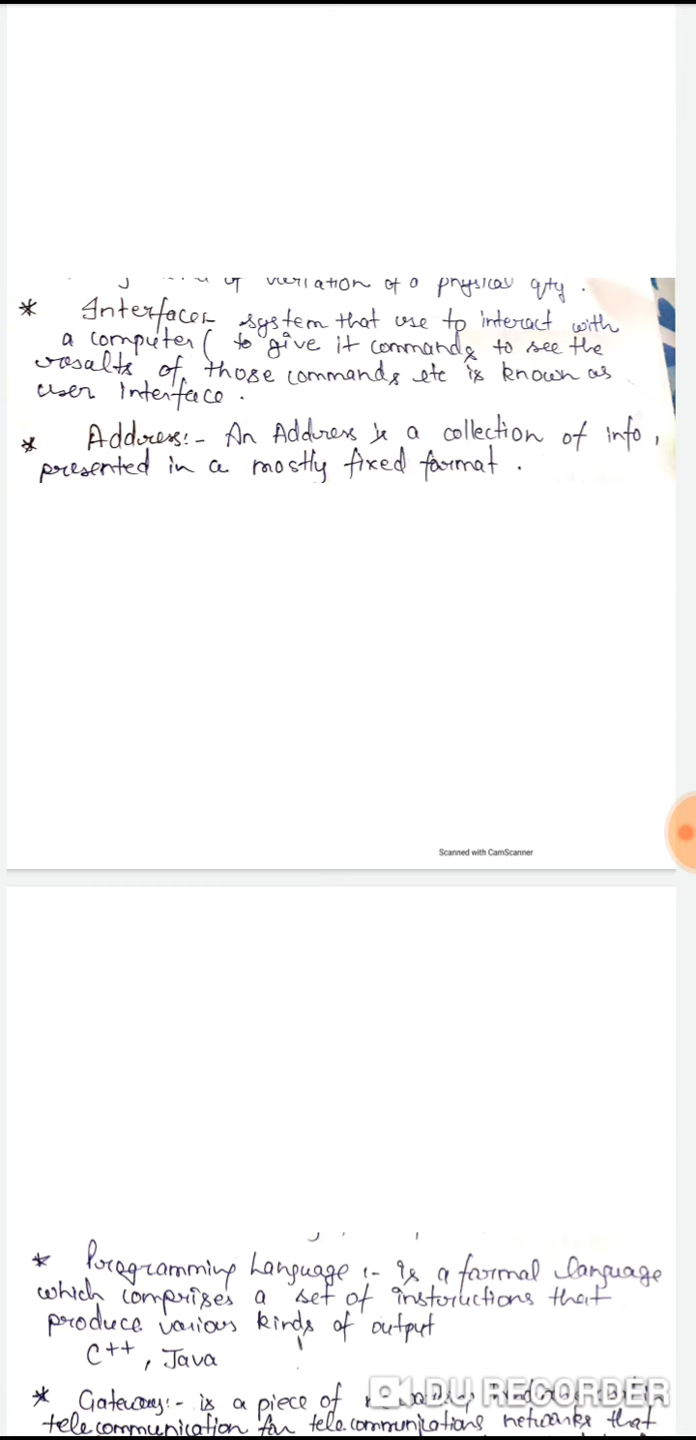 of variation of a physical qty.
* Interfaces system that use to interact with
a computer ( to give it commands to see the
resalts of those commands etc is known as
user interface.
* Address:- An Address is a collection of info,
presented in a mostly fixed format.
Scanned with CamScanner
* Programming Language :- is a formal language
which comprises a set of instructions that
produce various kinds of output
C++, Java
* Gateway:- is a piece of
DU RECORDER
telecommunication for telecommunications networks that